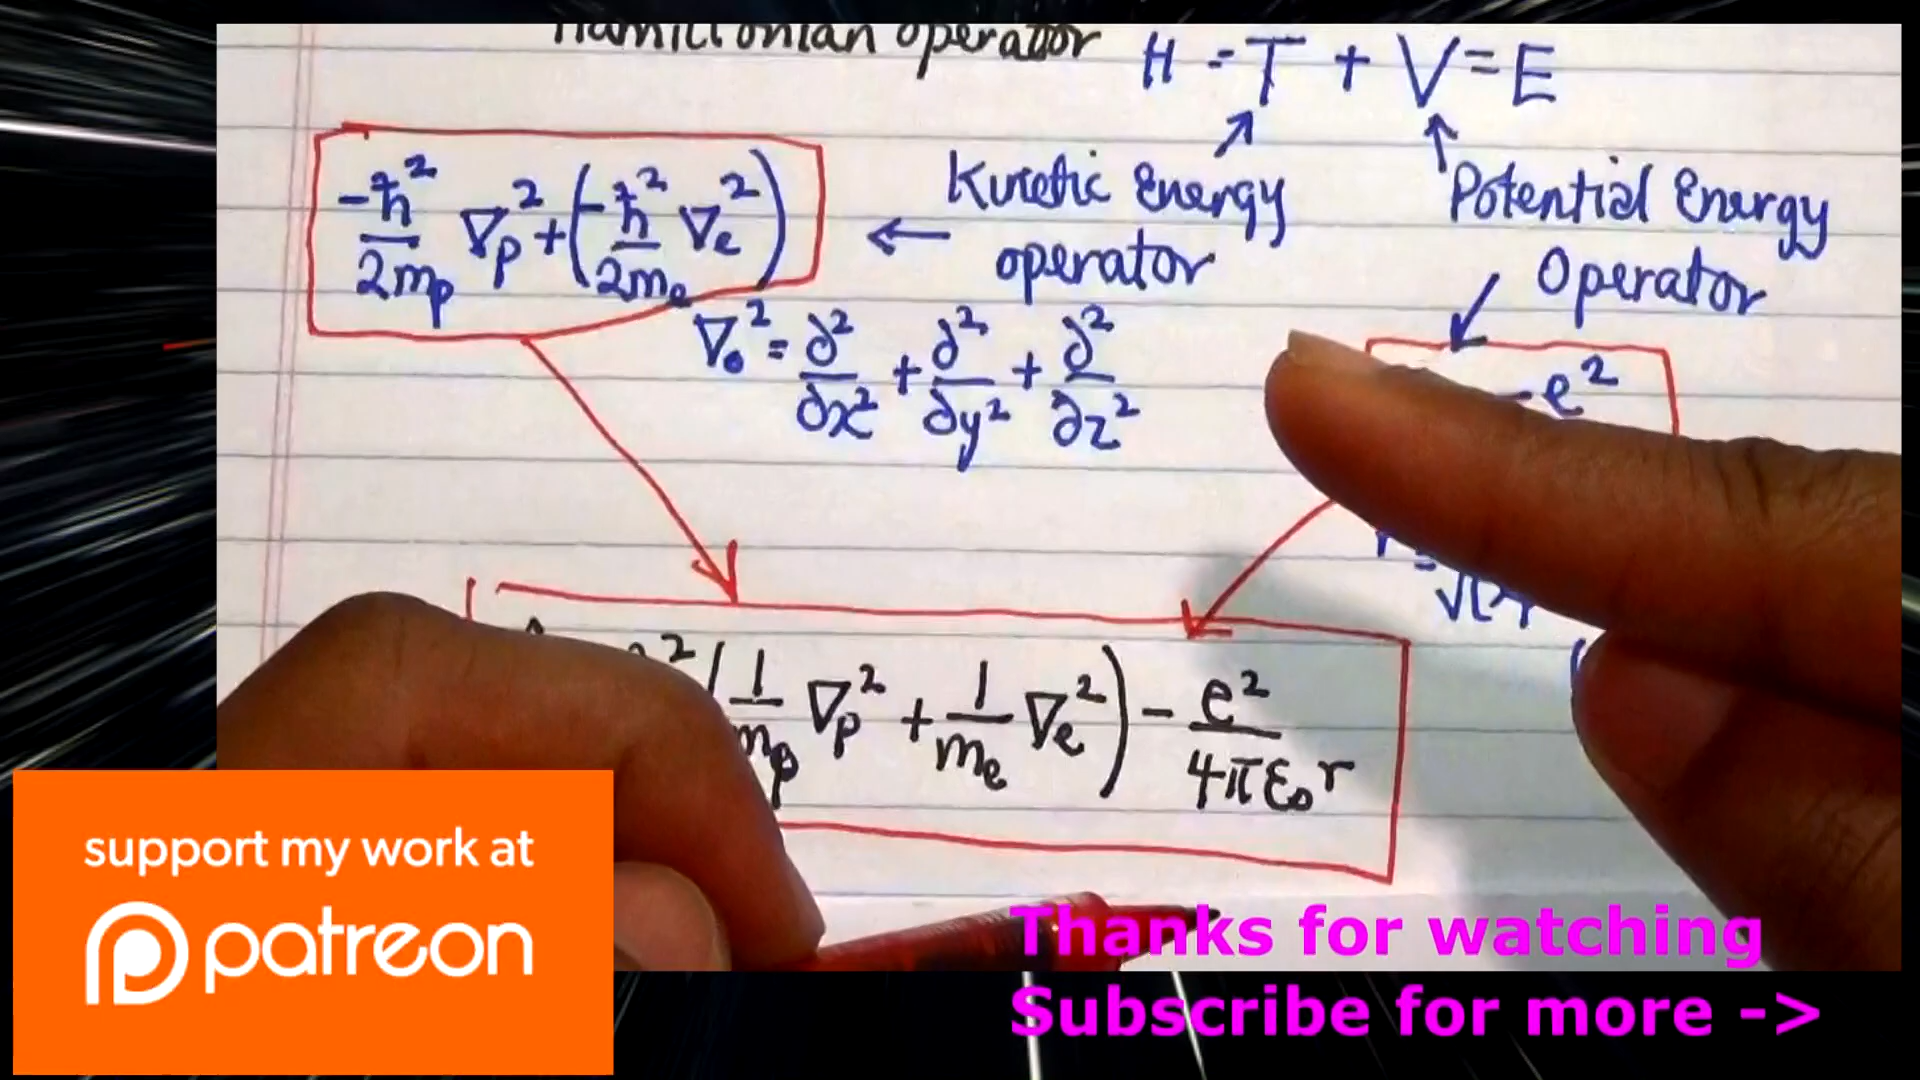 Hamiltonian operator H = T + V = E
-ħ²/2mp ∇p² + (-ħ²/2me ∇e²) ← Kinetic Energy operator
Potential Energy Operator
∇₀² = ∂²/∂x² + ∂²/∂y² + ∂²/∂z²
-e²
r =
² ( 1/mp ∇p² + 1/me ∇e² ) - e²/4πε₀r
support my work at
patreon
Thanks for watching
Subscribe for more ->